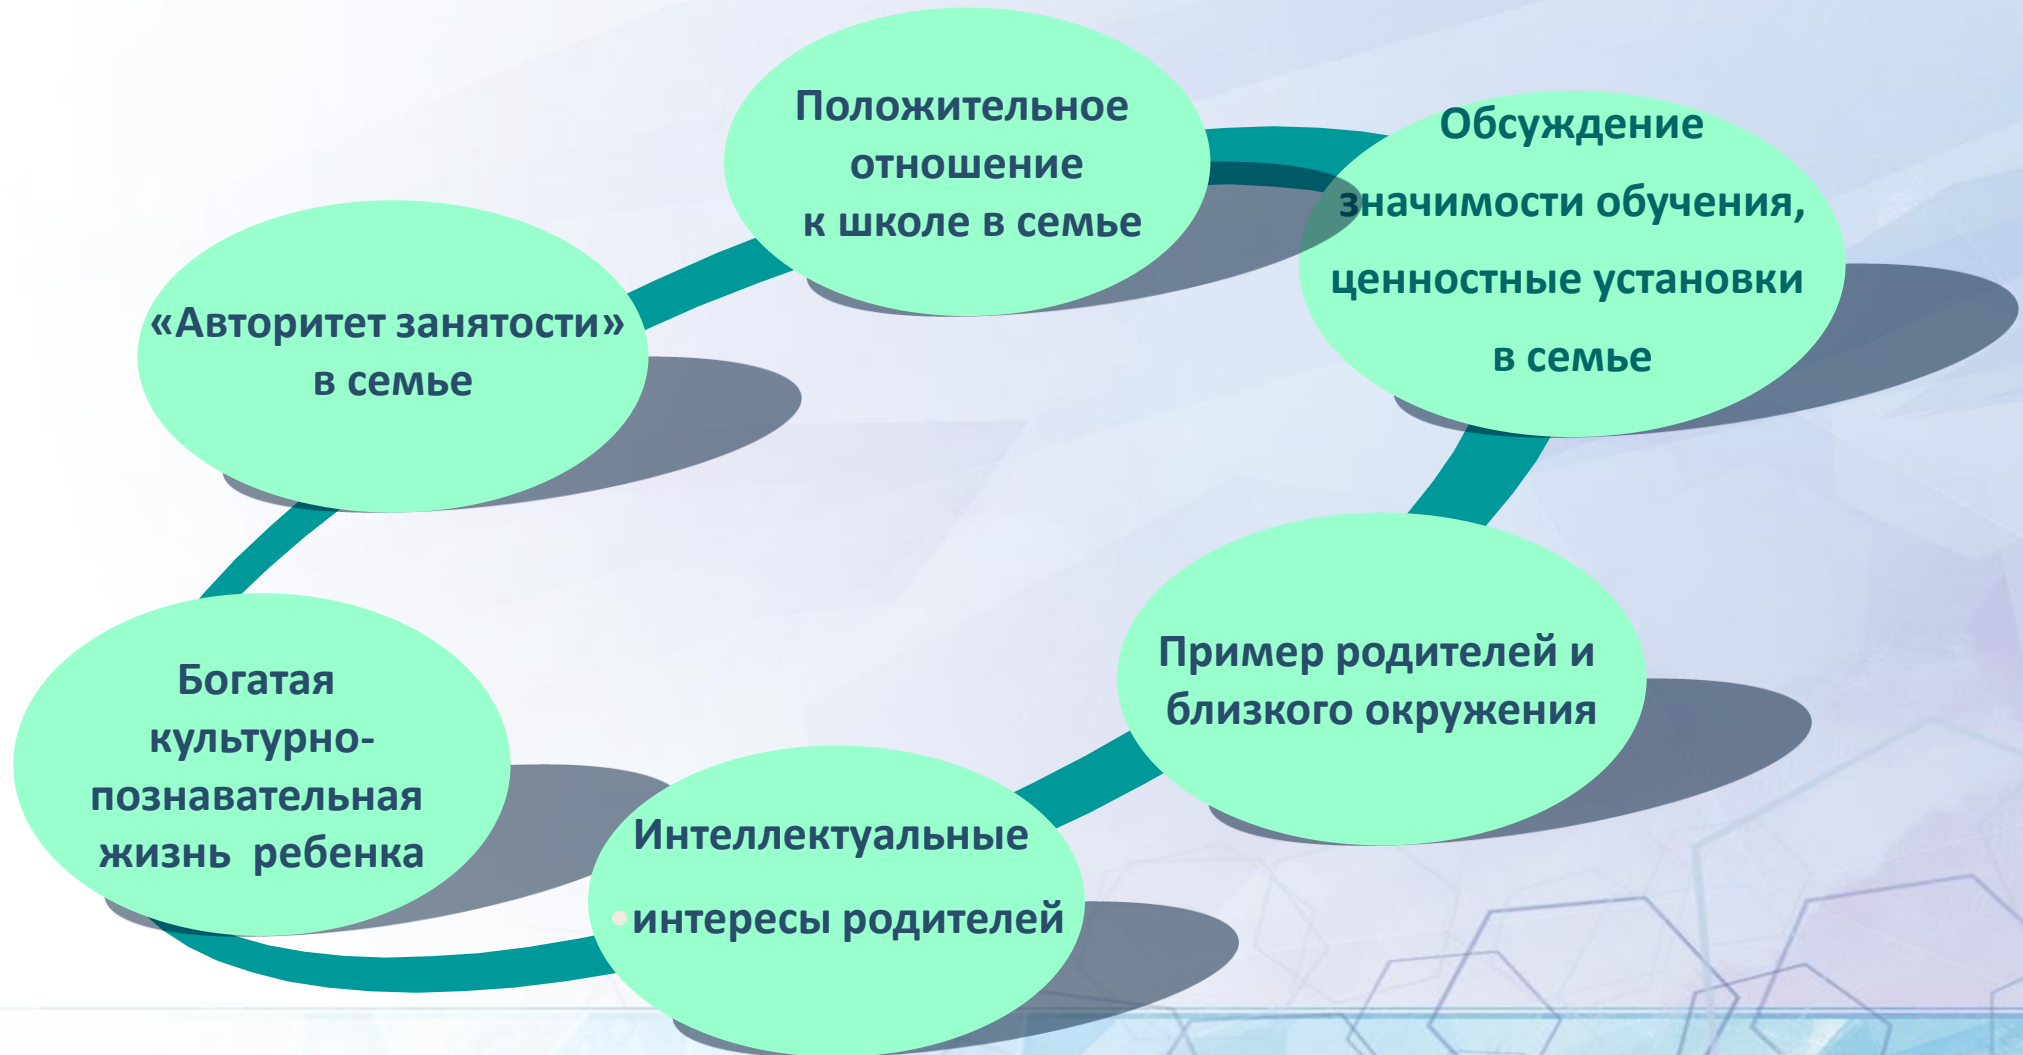 Положительное
отношение
к школе в семье
Обсуждение
значимости обучения,
ценностные установки
в семье
«Авторитет занятости»
в семье
Пример родителей и
близкого окружения
Богатая
культурно-
познавательная
жизнь ребенка
Интеллектуальные
•интересы родителей